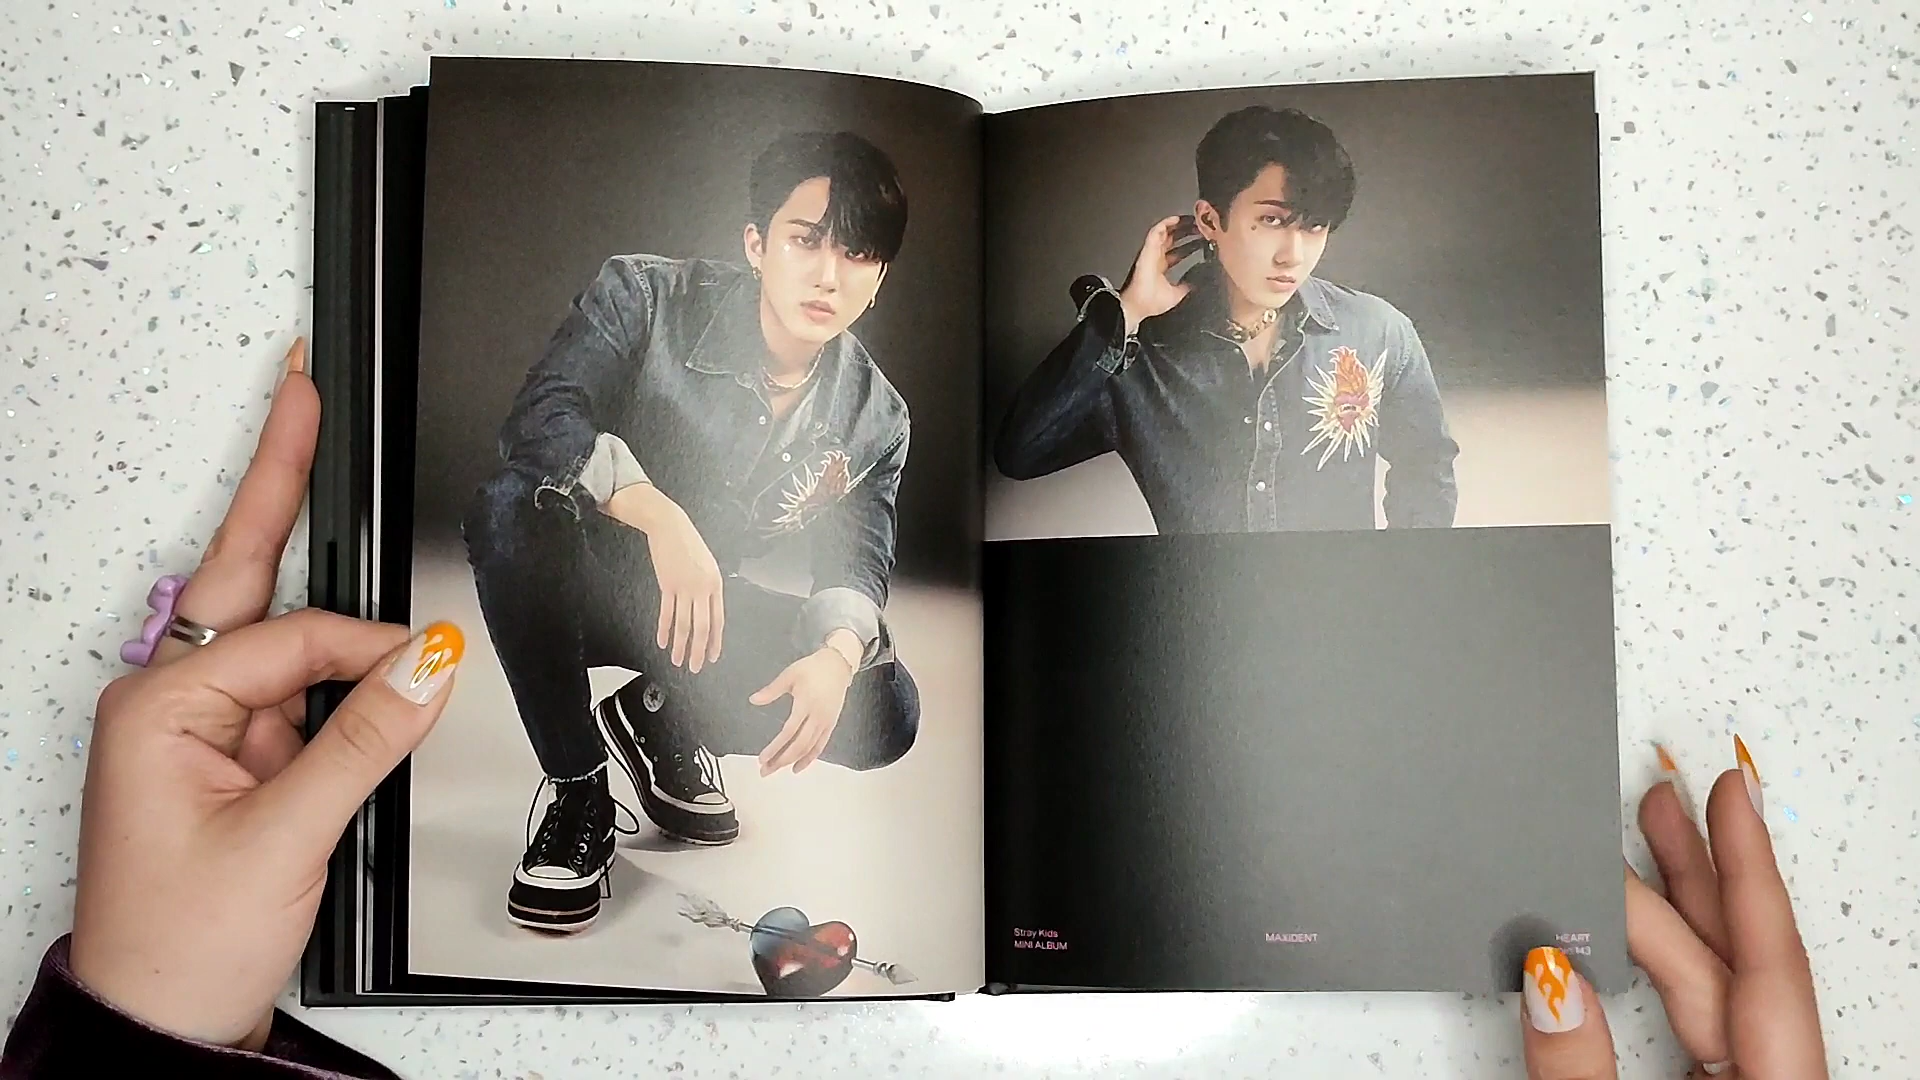 Stray Kids
MINI ALBUM
MAXIDENT
HEART
143